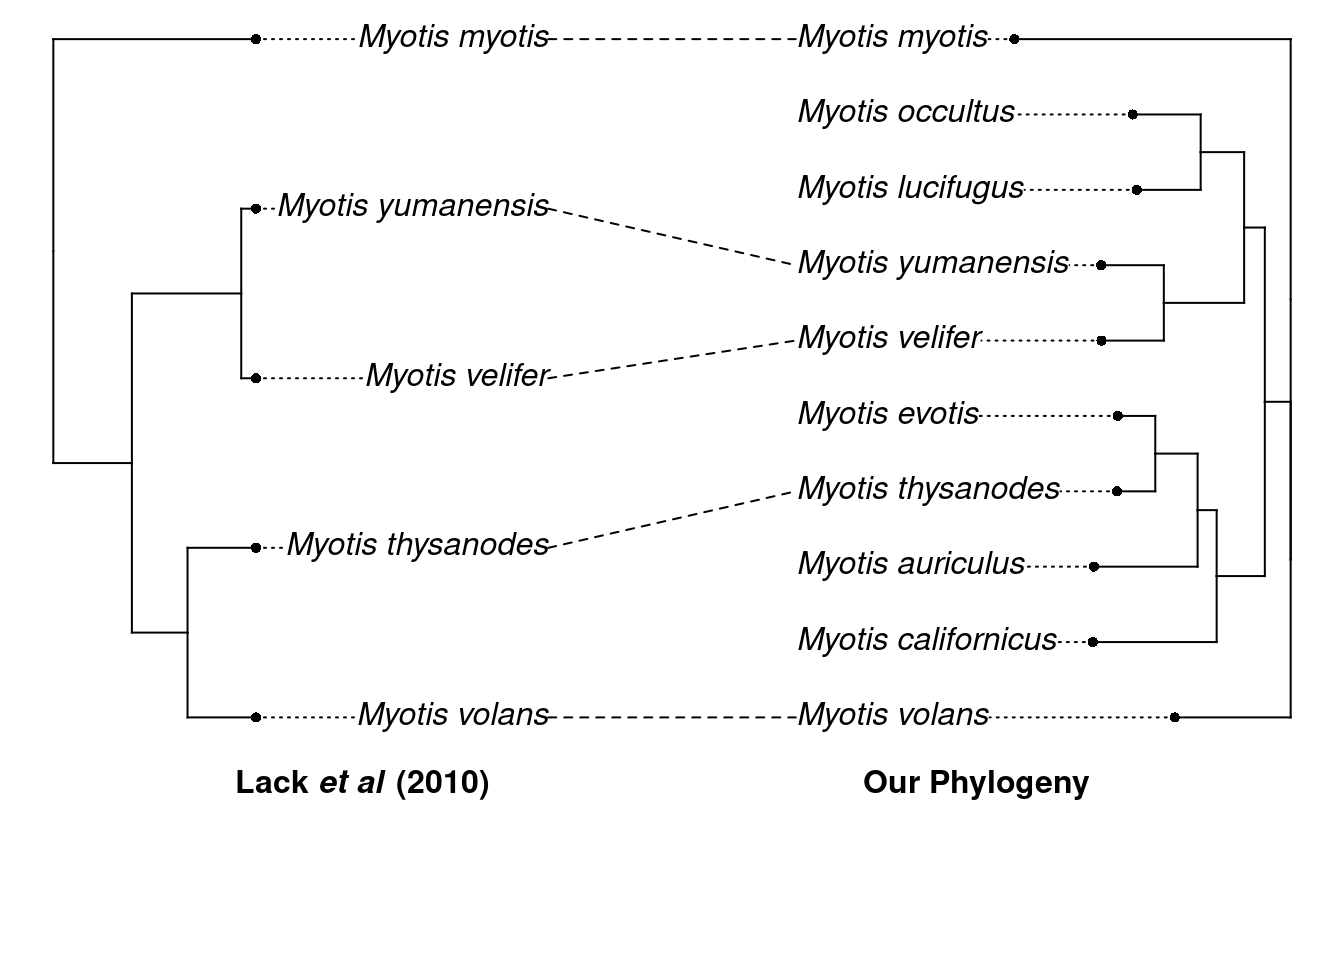 Myotis myotis
Myotis yumanensis
Myotis velifer
Myotis thysanodes
Myotis volans
Lack et al (2010)
Myotis myotis
Myotis occultus
Myotis lucifugus
Myotis yumanensis
Myotis velifer
Myotis evotis
Myotis thysanodes
Myotis auriculus
Myotis californicus
Myotis volans
Our Phylogeny